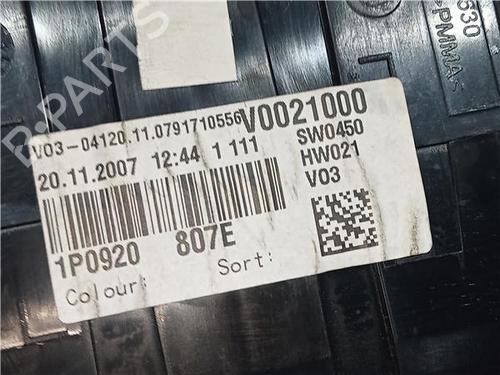 B-PARTS
630
>PMMA<
V03-04120.11.0791710556
V0021000
20.11.2007 12:44 1 111
SW0450
HW021
V03
1P0920 807E
Colour:
Sort: